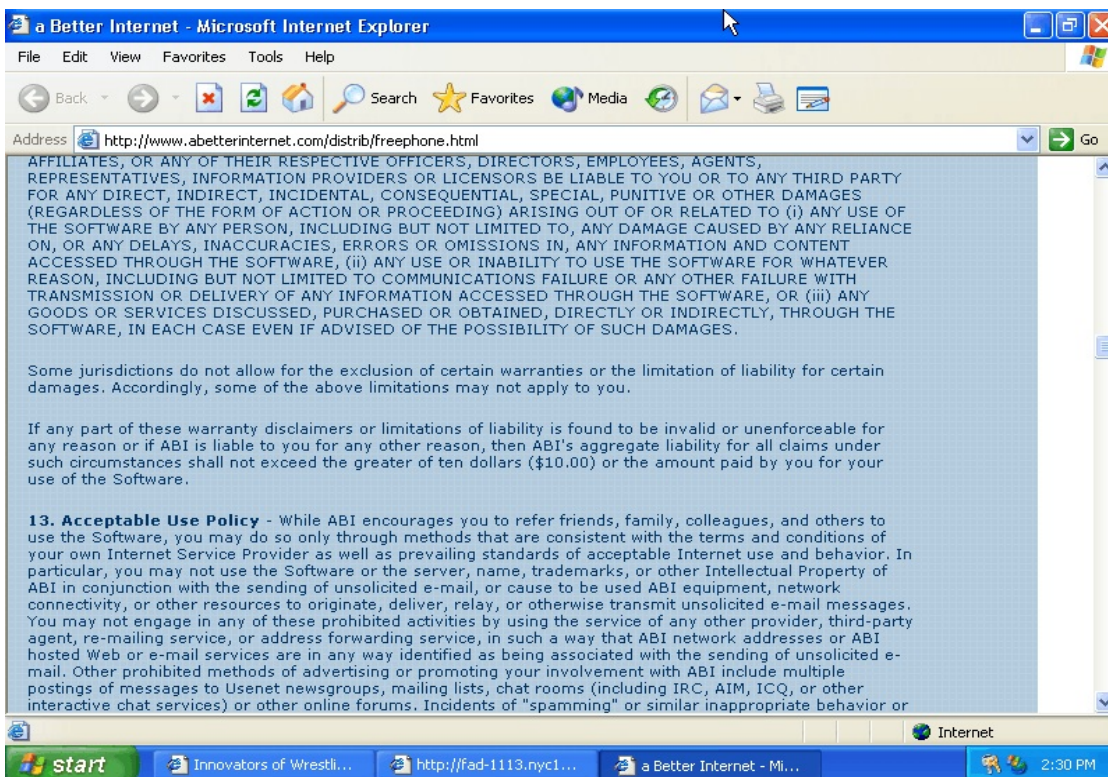 a Better Internet - Microsoft Internet Explorer
File Edit View Favorites Tools Help
Back Search Favorites Media
Address http://www.abetterinternet.com/distrib/freephone.html Go
AFFILIATES, OR ANY OF THEIR RESPECTIVE OFFICERS, DIRECTORS, EMPLOYEES, AGENTS,
REPRESENTATIVES, INFORMATION PROVIDERS OR LICENSORS BE LIABLE TO YOU OR TO ANY THIRD PARTY
FOR ANY DIRECT, INDIRECT, INCIDENTAL, CONSEQUENTIAL, SPECIAL, PUNITIVE OR OTHER DAMAGES
(REGARDLESS OF THE FORM OF ACTION OR PROCEEDING) ARISING OUT OF OR RELATED TO (i) ANY USE OF
THE SOFTWARE BY ANY PERSON, INCLUDING BUT NOT LIMITED TO, ANY DAMAGE CAUSED BY ANY RELIANCE
ON, OR ANY DELAYS, INACCURACIES, ERRORS OR OMISSIONS IN, ANY INFORMATION AND CONTENT
ACCESSED THROUGH THE SOFTWARE, (ii) ANY USE OR INABILITY TO USE THE SOFTWARE FOR WHATEVER
REASON, INCLUDING BUT NOT LIMITED TO COMMUNICATIONS FAILURE OR ANY OTHER FAILURE WITH
TRANSMISSION OR DELIVERY OF ANY INFORMATION ACCESSED THROUGH THE SOFTWARE, OR (iii) ANY
GOODS OR SERVICES DISCUSSED, PURCHASED OR OBTAINED, DIRECTLY OR INDIRECTLY, THROUGH THE
SOFTWARE, IN EACH CASE EVEN IF ADVISED OF THE POSSIBILITY OF SUCH DAMAGES.
Some jurisdictions do not allow for the exclusion of certain warranties or the limitation of liability for certain
damages. Accordingly, some of the above limitations may not apply to you.
If any part of these warranty disclaimers or limitations of liability is found to be invalid or unenforceable for
any reason or if ABI is liable to you for any other reason, then ABI's aggregate liability for all claims under
such circumstances shall not exceed the greater of ten dollars ($10.00) or the amount paid by you for your
use of the Software.
13. Acceptable Use Policy - While ABI encourages you to refer friends, family, colleagues, and others to
use the Software, you may do so only through methods that are consistent with the terms and conditions of
your own Internet Service Provider as well as prevailing standards of acceptable Internet use and behavior. In
particular, you may not use the Software or the server, name, trademarks, or other Intellectual Property of
ABI in conjunction with the sending of unsolicited e-mail, or cause to be used ABI equipment, network
connectivity, or other resources to originate, deliver, relay, or otherwise transmit unsolicited e-mail messages.
You may not engage in any of these prohibited activities by using the service of any other provider, third-party
agent, re-mailing service, or address forwarding service, in such a way that ABI network addresses or ABI
hosted Web or e-mail services are in any way identified as being associated with the sending of unsolicited e-
mail. Other prohibited methods of advertising or promoting your involvement with ABI include multiple
postings of messages to Usenet newsgroups, mailing lists, chat rooms (including IRC, AIM, ICQ, or other
interactive chat services) or other online forums. Incidents of "spamming" or similar inappropriate behavior or
Internet
start Innovators of Wrestli... http://fad-1113.nyc1... a Better Internet - Mi... 2:30 PM